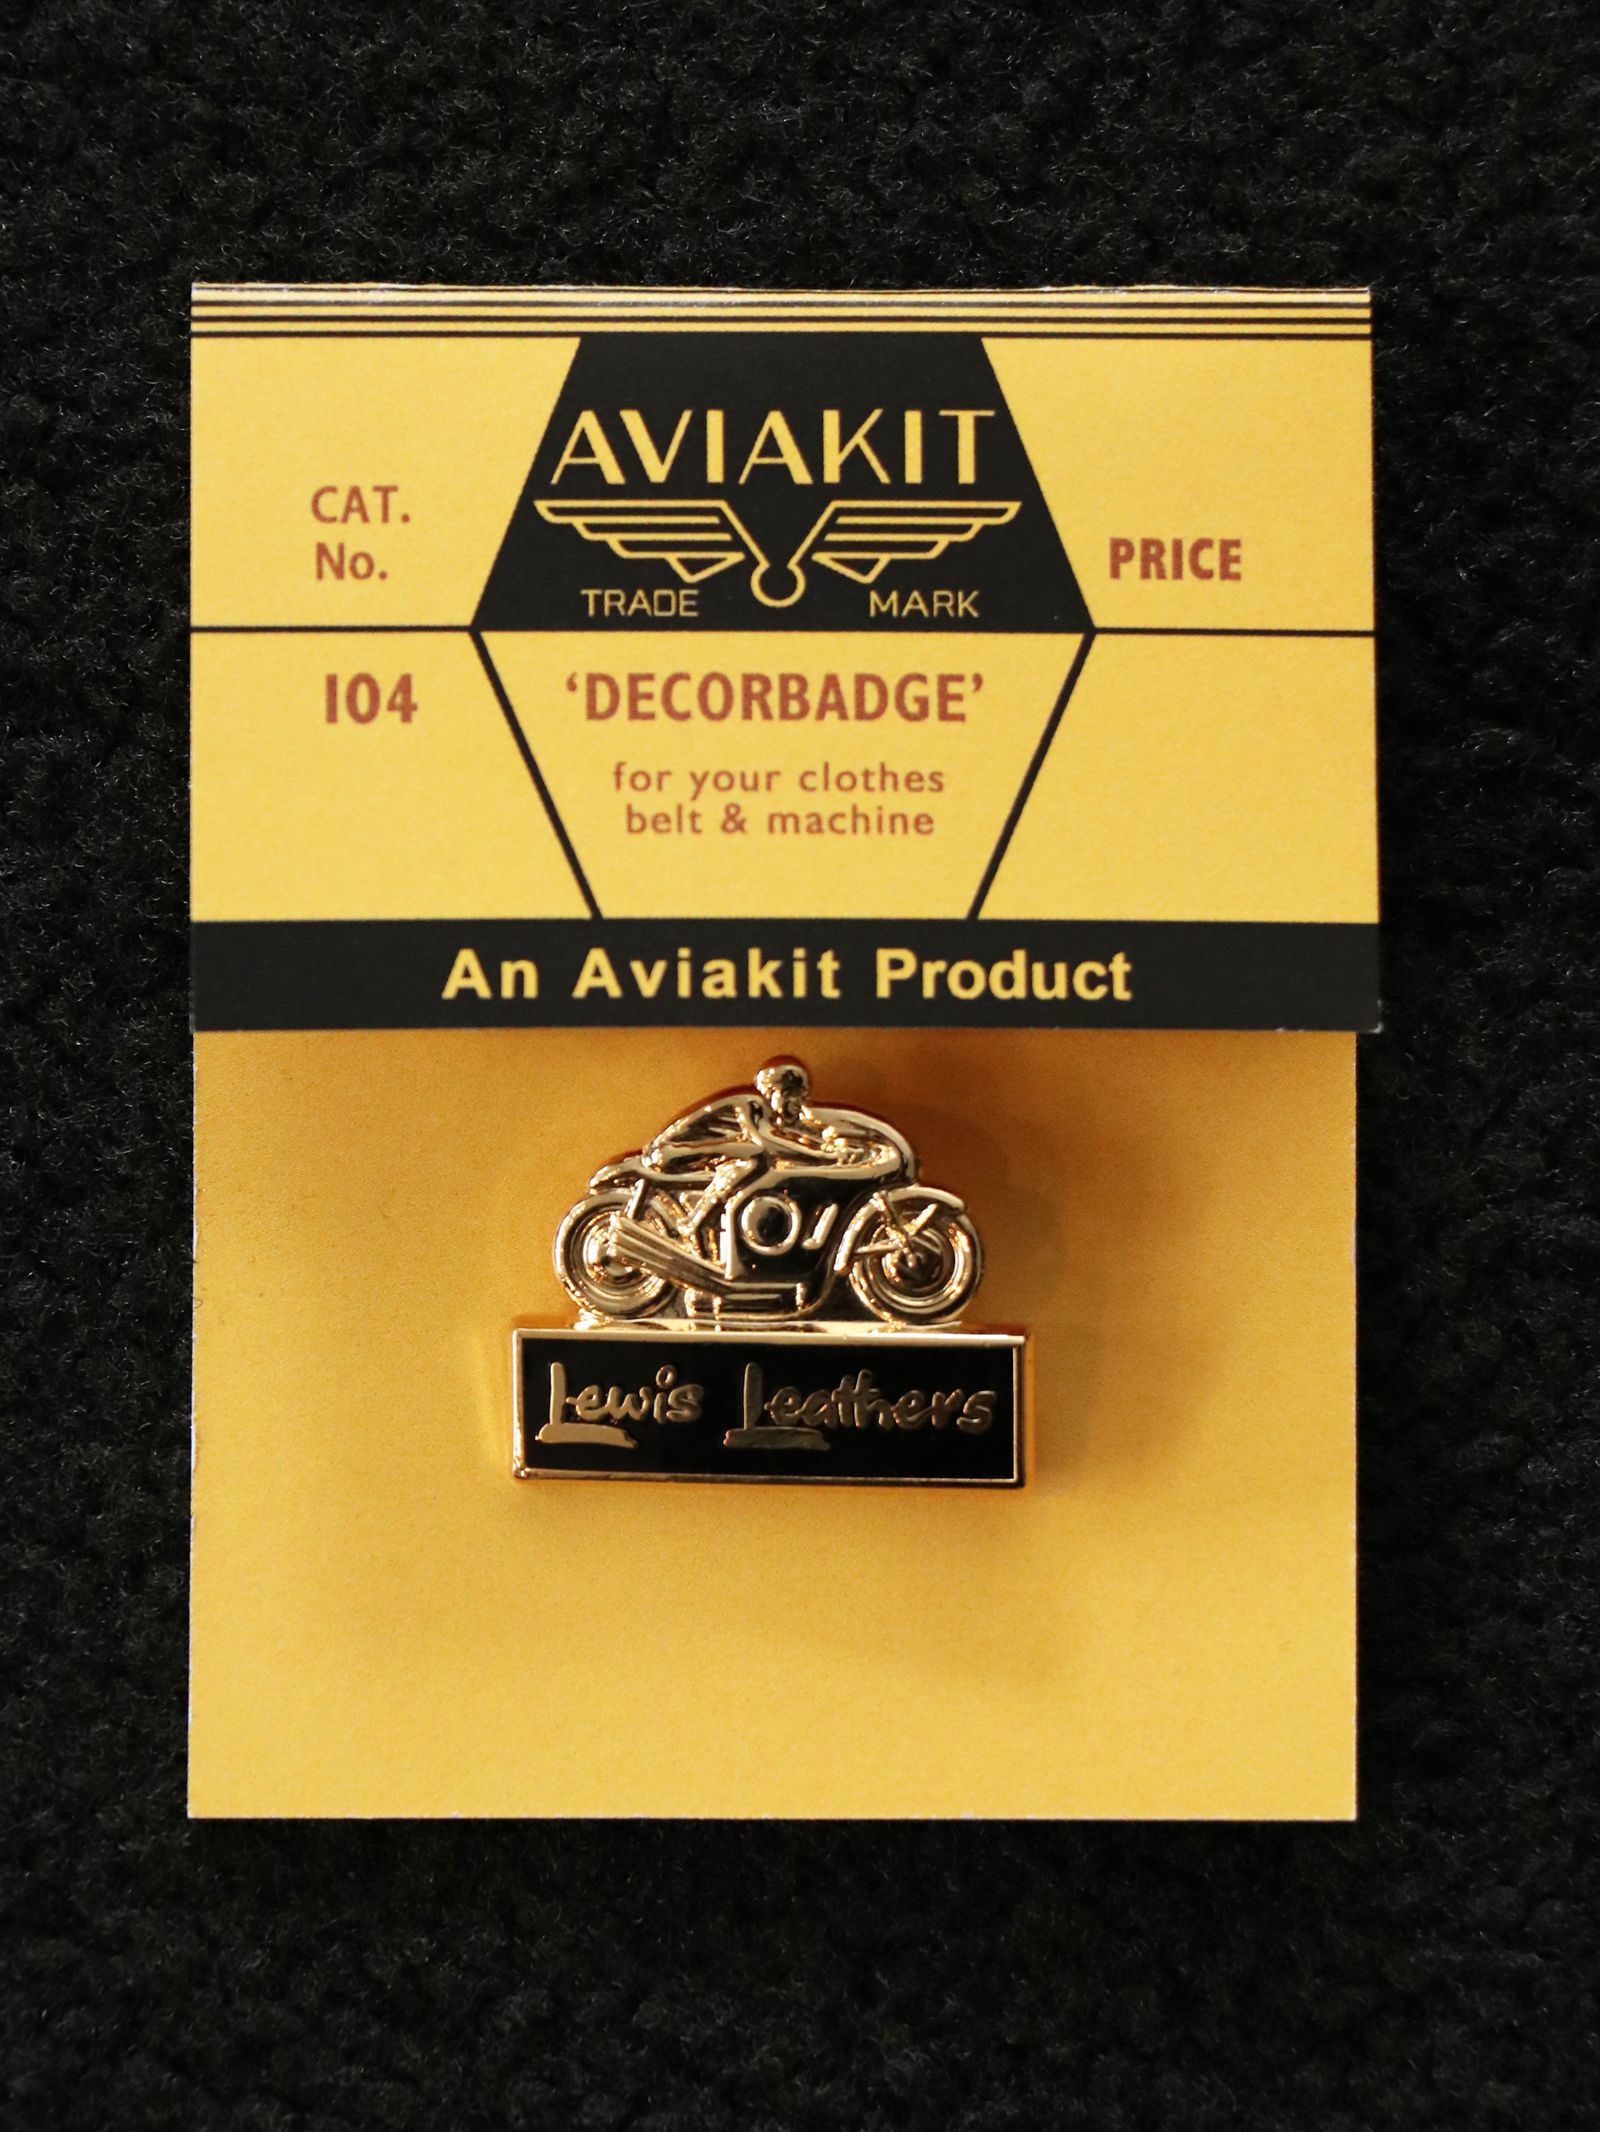 AVIAKIT
TRADE MARK
CAT.
No.
PRICE
104
‘DECORBADGE’
for your clothes
belt & machine
An Aviakit Product
Lewis Leathers